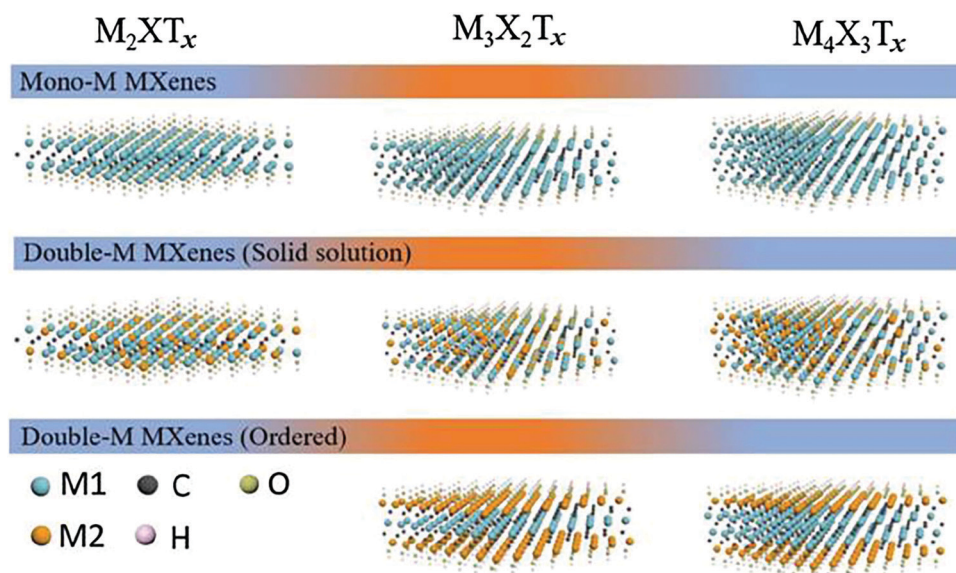 M₂XTₓ M₃X₂Tₓ M₄X₃Tₓ
Mono-M MXenes
Double-M MXenes (Solid solution)
Double-M MXenes (Ordered)
M1 C O
M2 H